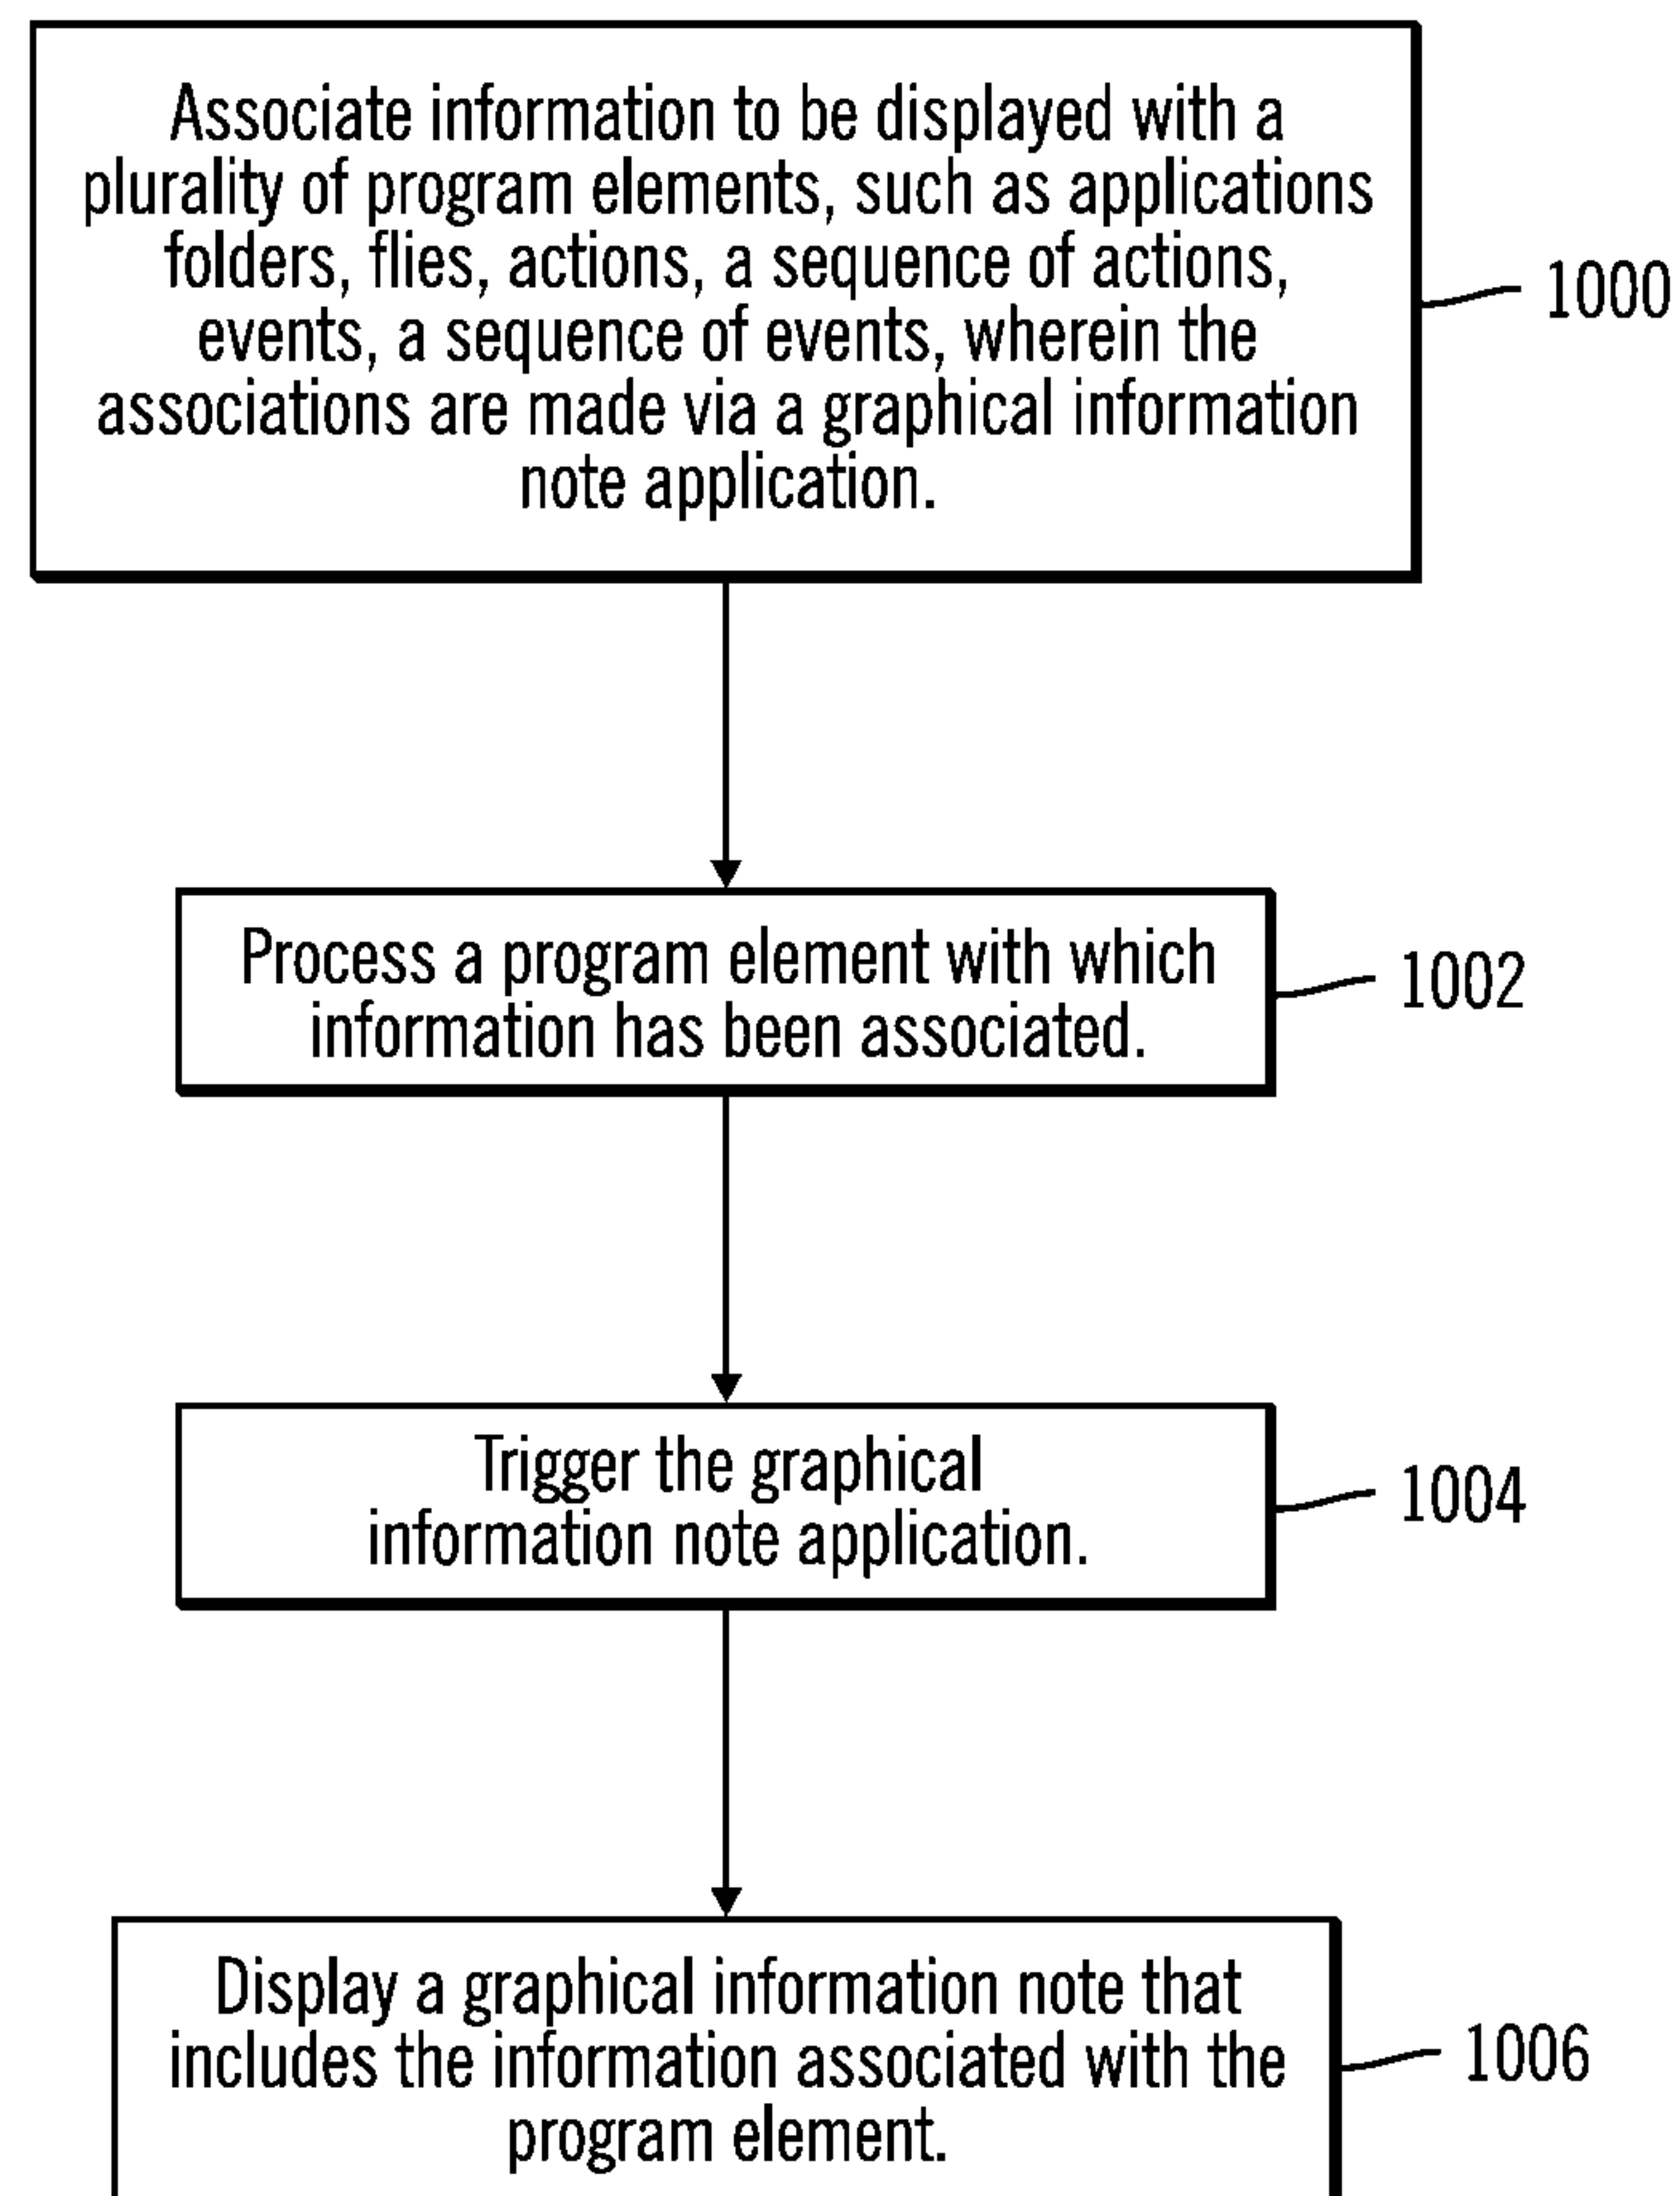 Associate information to be displayed with a
plurality of program elements, such as applications
folders, flies, actions, a sequence of actions,
events, a sequence of events, wherein the
associations are made via a graphical information
note application.
1000
Process a program element with which
information has been associated.
1002
Trigger the graphical
information note application.
1004
Display a graphical information note that
includes the information associated with the
program element.
1006